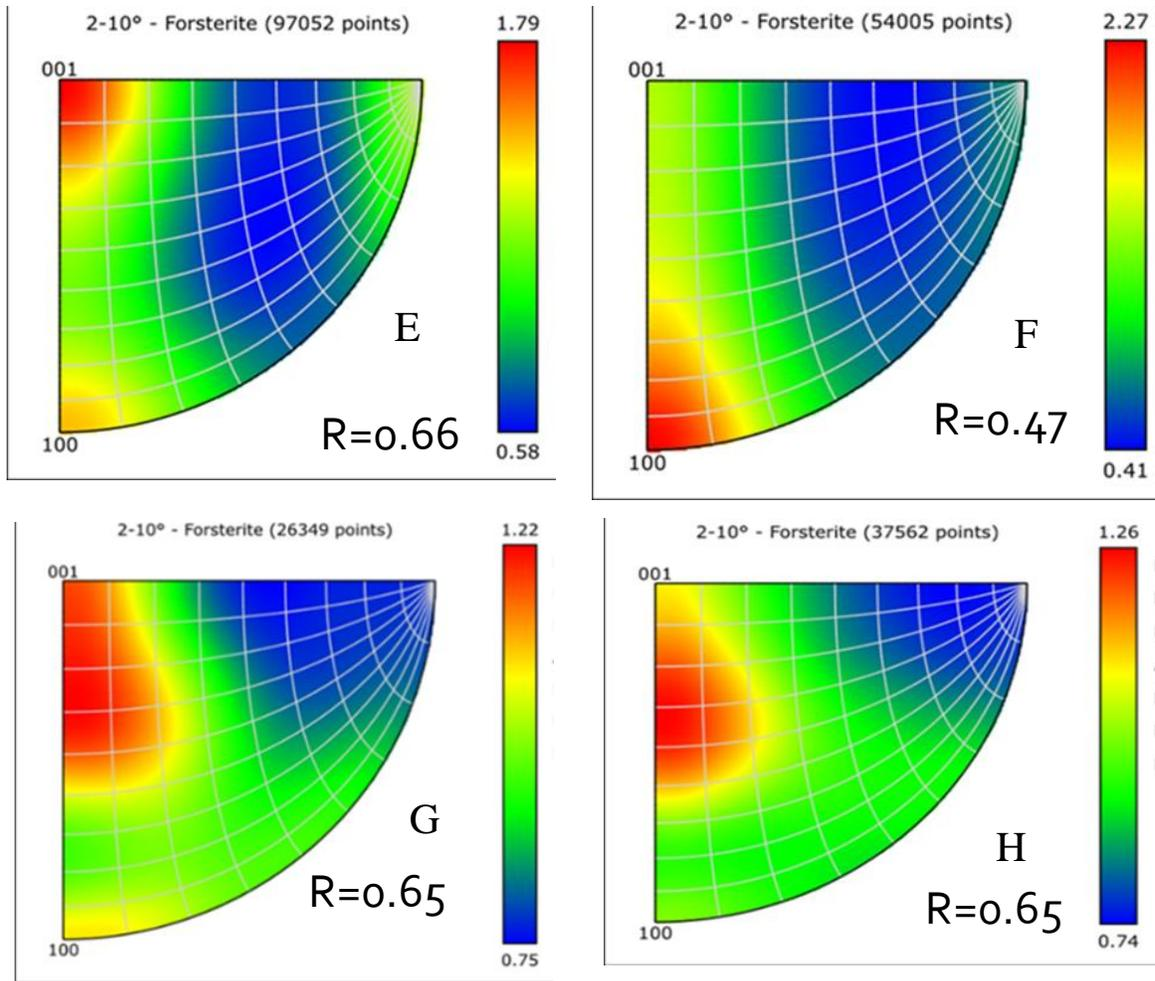 2-10° - Forsterite (97052 points)
1.79
001
E
R=0.66
100
0.58
2-10° - Forsterite (54005 points)
2.27
001
F
R=0.47
100
0.41
2-10° - Forsterite (26349 points)
1.22
001
G
R=0.65
100
0.75
2-10° - Forsterite (37562 points)
1.26
001
H
R=0.65
100
0.74